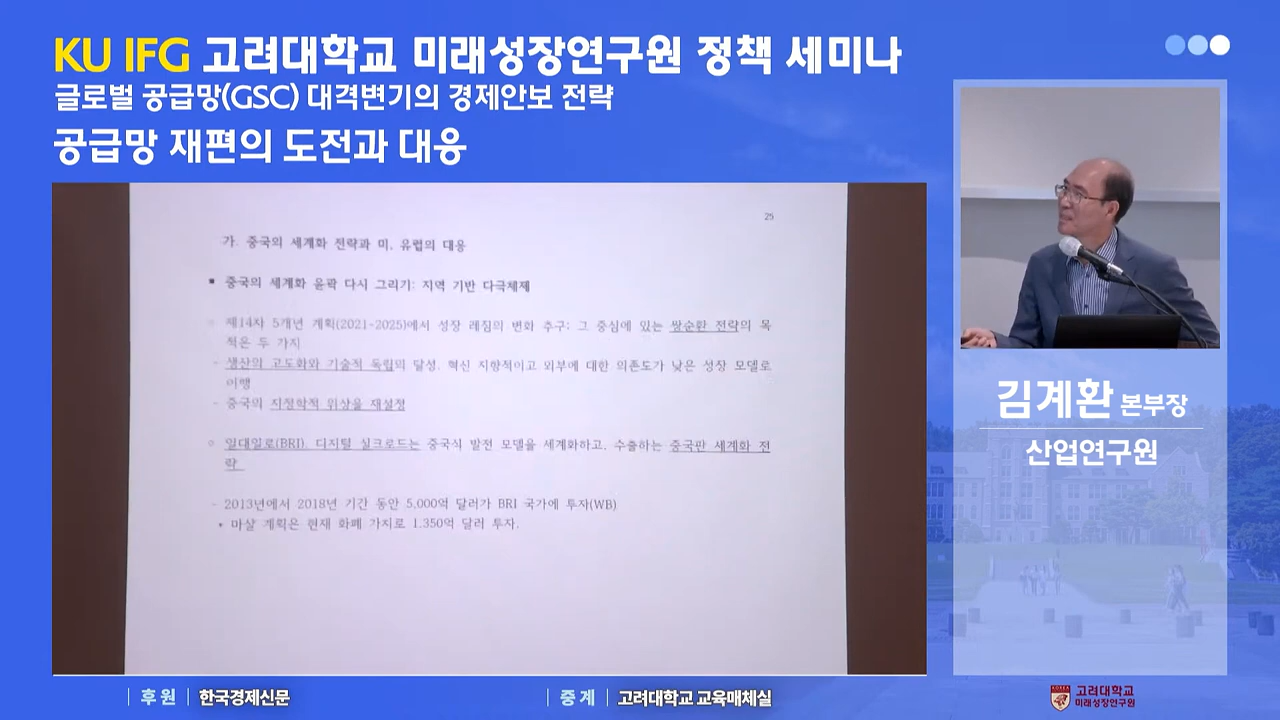 KU IFG 고려대학교 미래성장연구원 정책 세미나
글로벌 공급망(GSC) 대격변기의 경제안보 전략
공급망 재편의 도전과 대응
25
가. 중국의 세계화 전략과 미, 유럽의 대응
▪ 중국의 세계화 윤곽 다시 그리기: 지역 기반 다극체제
○ 제14차 5개년 계획(2021-2025)에서 성장 레짐의 변화 추구; 그 중심에 있는 쌍순환 전략의 목
적은 두 가지
- 생산의 고도화와 기술적 독립의 달성. 혁신 지향적이고 외부에 대한 의존도가 낮은 성장 모델로
이행
- 중국의 지정학적 위상을 재설정
○ 일대일로(BRI), 디지털 실크로드는 중국식 발전 모델을 세계화하고, 수출하는 중국판 세계화 전
략
- 2013년에서 2018년 기간 동안 5,000억 달러가 BRI 국가에 투자(WB)
• 마샬 계획은 현재 화폐 가치로 1,350억 달러 투자.
김계환 본부장
산업연구원
후원 한국경제신문
중계 고려대학교 교육매체실
고려대학교
미래성장연구원